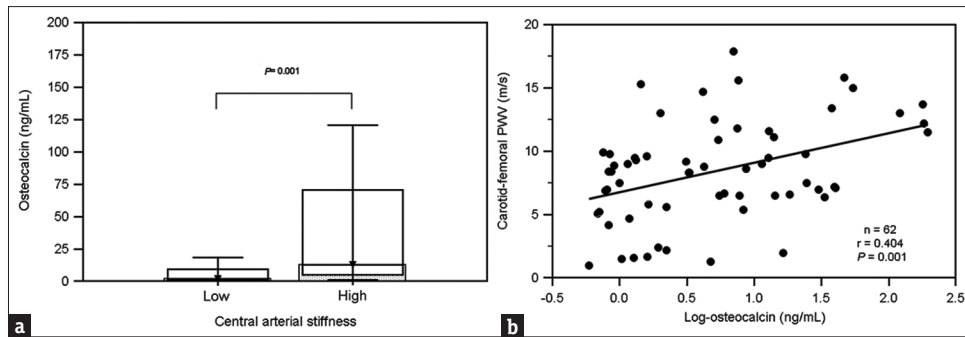 200
175
150
125
100
75
50
25
0
Osteocalcin (ng/mL)
P= 0.001
Low High
Central arterial stiffness
a
20
15
10
5
0
Carotid-femoral PWV (m/s)
n = 62
r = 0.404
P = 0.001
-0.5 0.0 0.5 1.0 1.5 2.0 2.5
Log-osteocalcin (ng/mL)
b